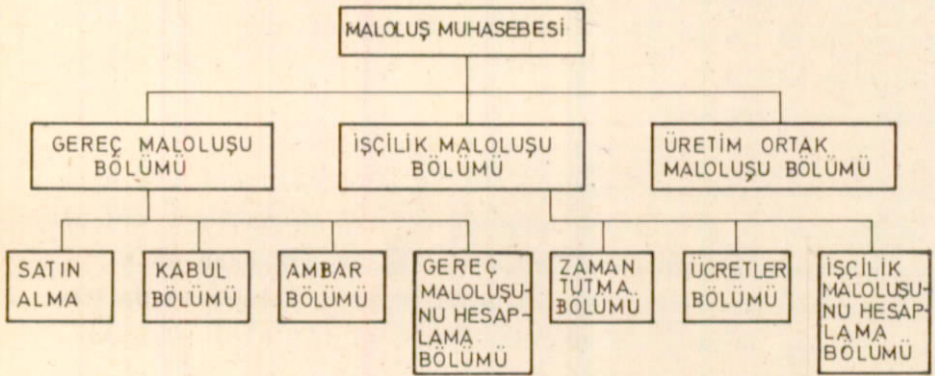 MALOLUŞ MUHASEBESİ
GEREÇ MALOLUŞU
BÖLÜMÜ
İŞÇİLİK MALOLUŞU
BÖLÜMÜ
ÜRETİM ORTAK
MALOLUŞU BÖLÜMÜ
SATIN
ALMA
KABUL
BÖLÜMÜ
AMBAR
BÖLÜMÜ
GEREÇ
MALOLUŞU-
NU HESAP-
LAMA
BÖLÜMÜ
ZAMAN
TUTMA
BÖLÜMÜ
ÜCRETLER
BÖLÜMÜ
İŞÇİLİK
MALOLUŞU-
NU HESAP-
LAMA
BÖLÜMÜ